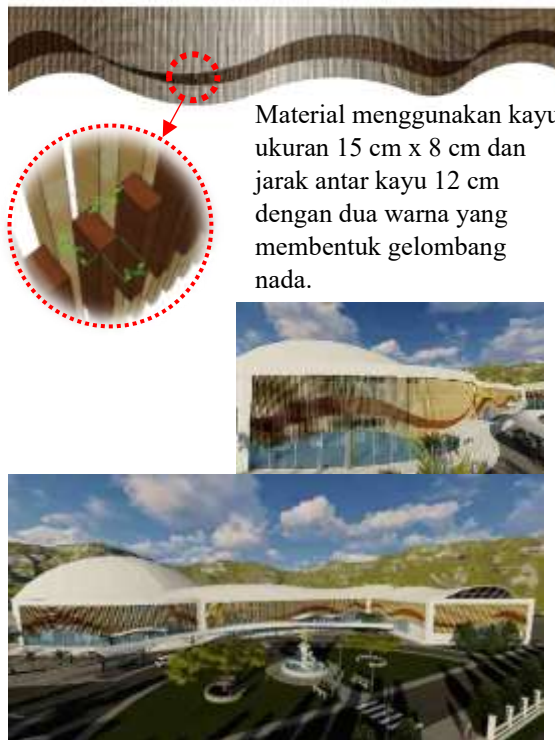 Material menggunakan kayu
ukuran 15 cm x 8 cm dan
jarak antar kayu 12 cm
dengan dua warna yang
membentuk gelombang
nada.